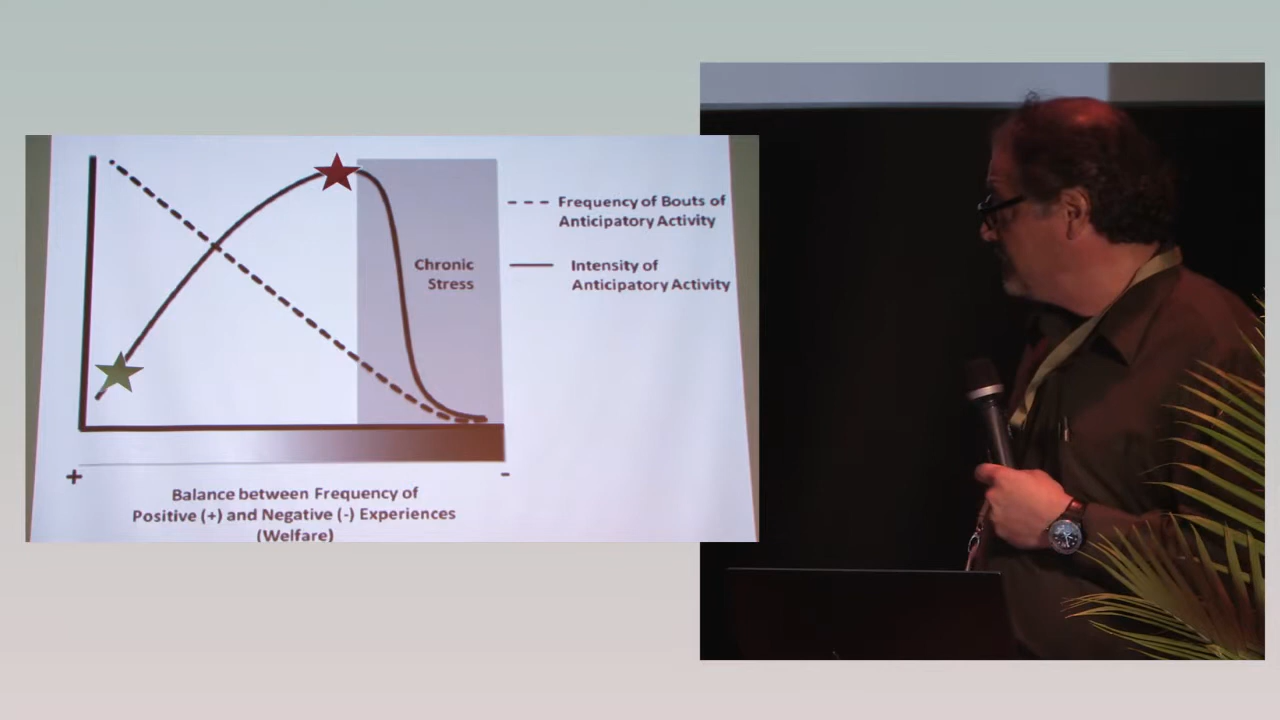 Frequency of Bouts of
Anticipatory Activity
Intensity of
Anticipatory Activity
Chronic
Stress
+
-
Balance between Frequency of
Positive (+) and Negative (-) Experiences
(Welfare)